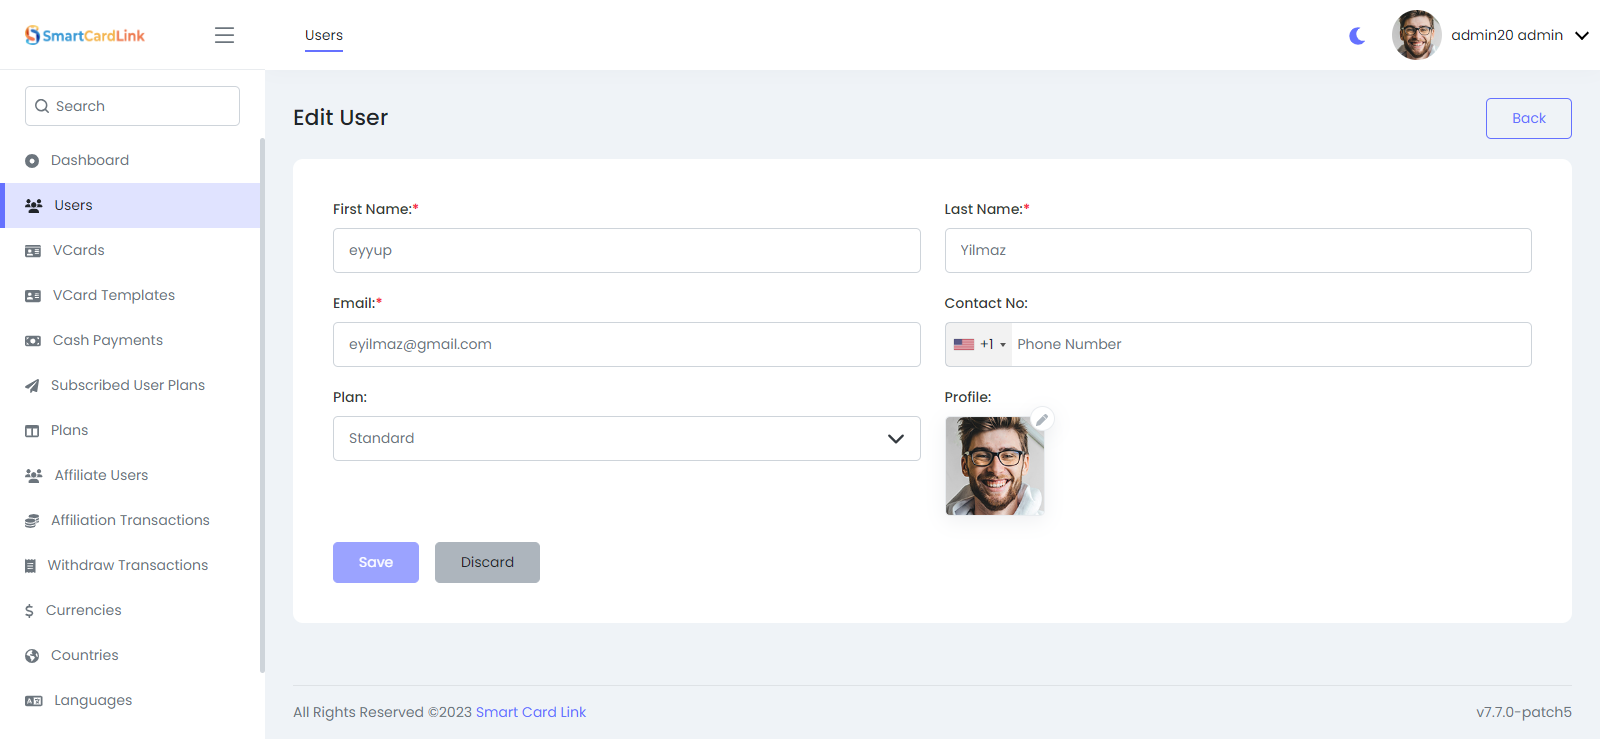 SmartCardLink
Users
admin20 admin
Search
Dashboard
Users
VCards
VCard Templates
Cash Payments
Subscribed User Plans
Plans
Affiliate Users
Affiliation Transactions
Withdraw Transactions
Currencies
Countries
Languages
Edit User
Back
First Name:*
eyyup
Last Name:*
Yilmaz
Email:*
eyilmaz@gmail.com
Contact No:
+1 Phone Number
Plan:
Standard
Profile:
Save
Discard
All Rights Reserved ©2023 Smart Card Link
v7.7.0-patch5